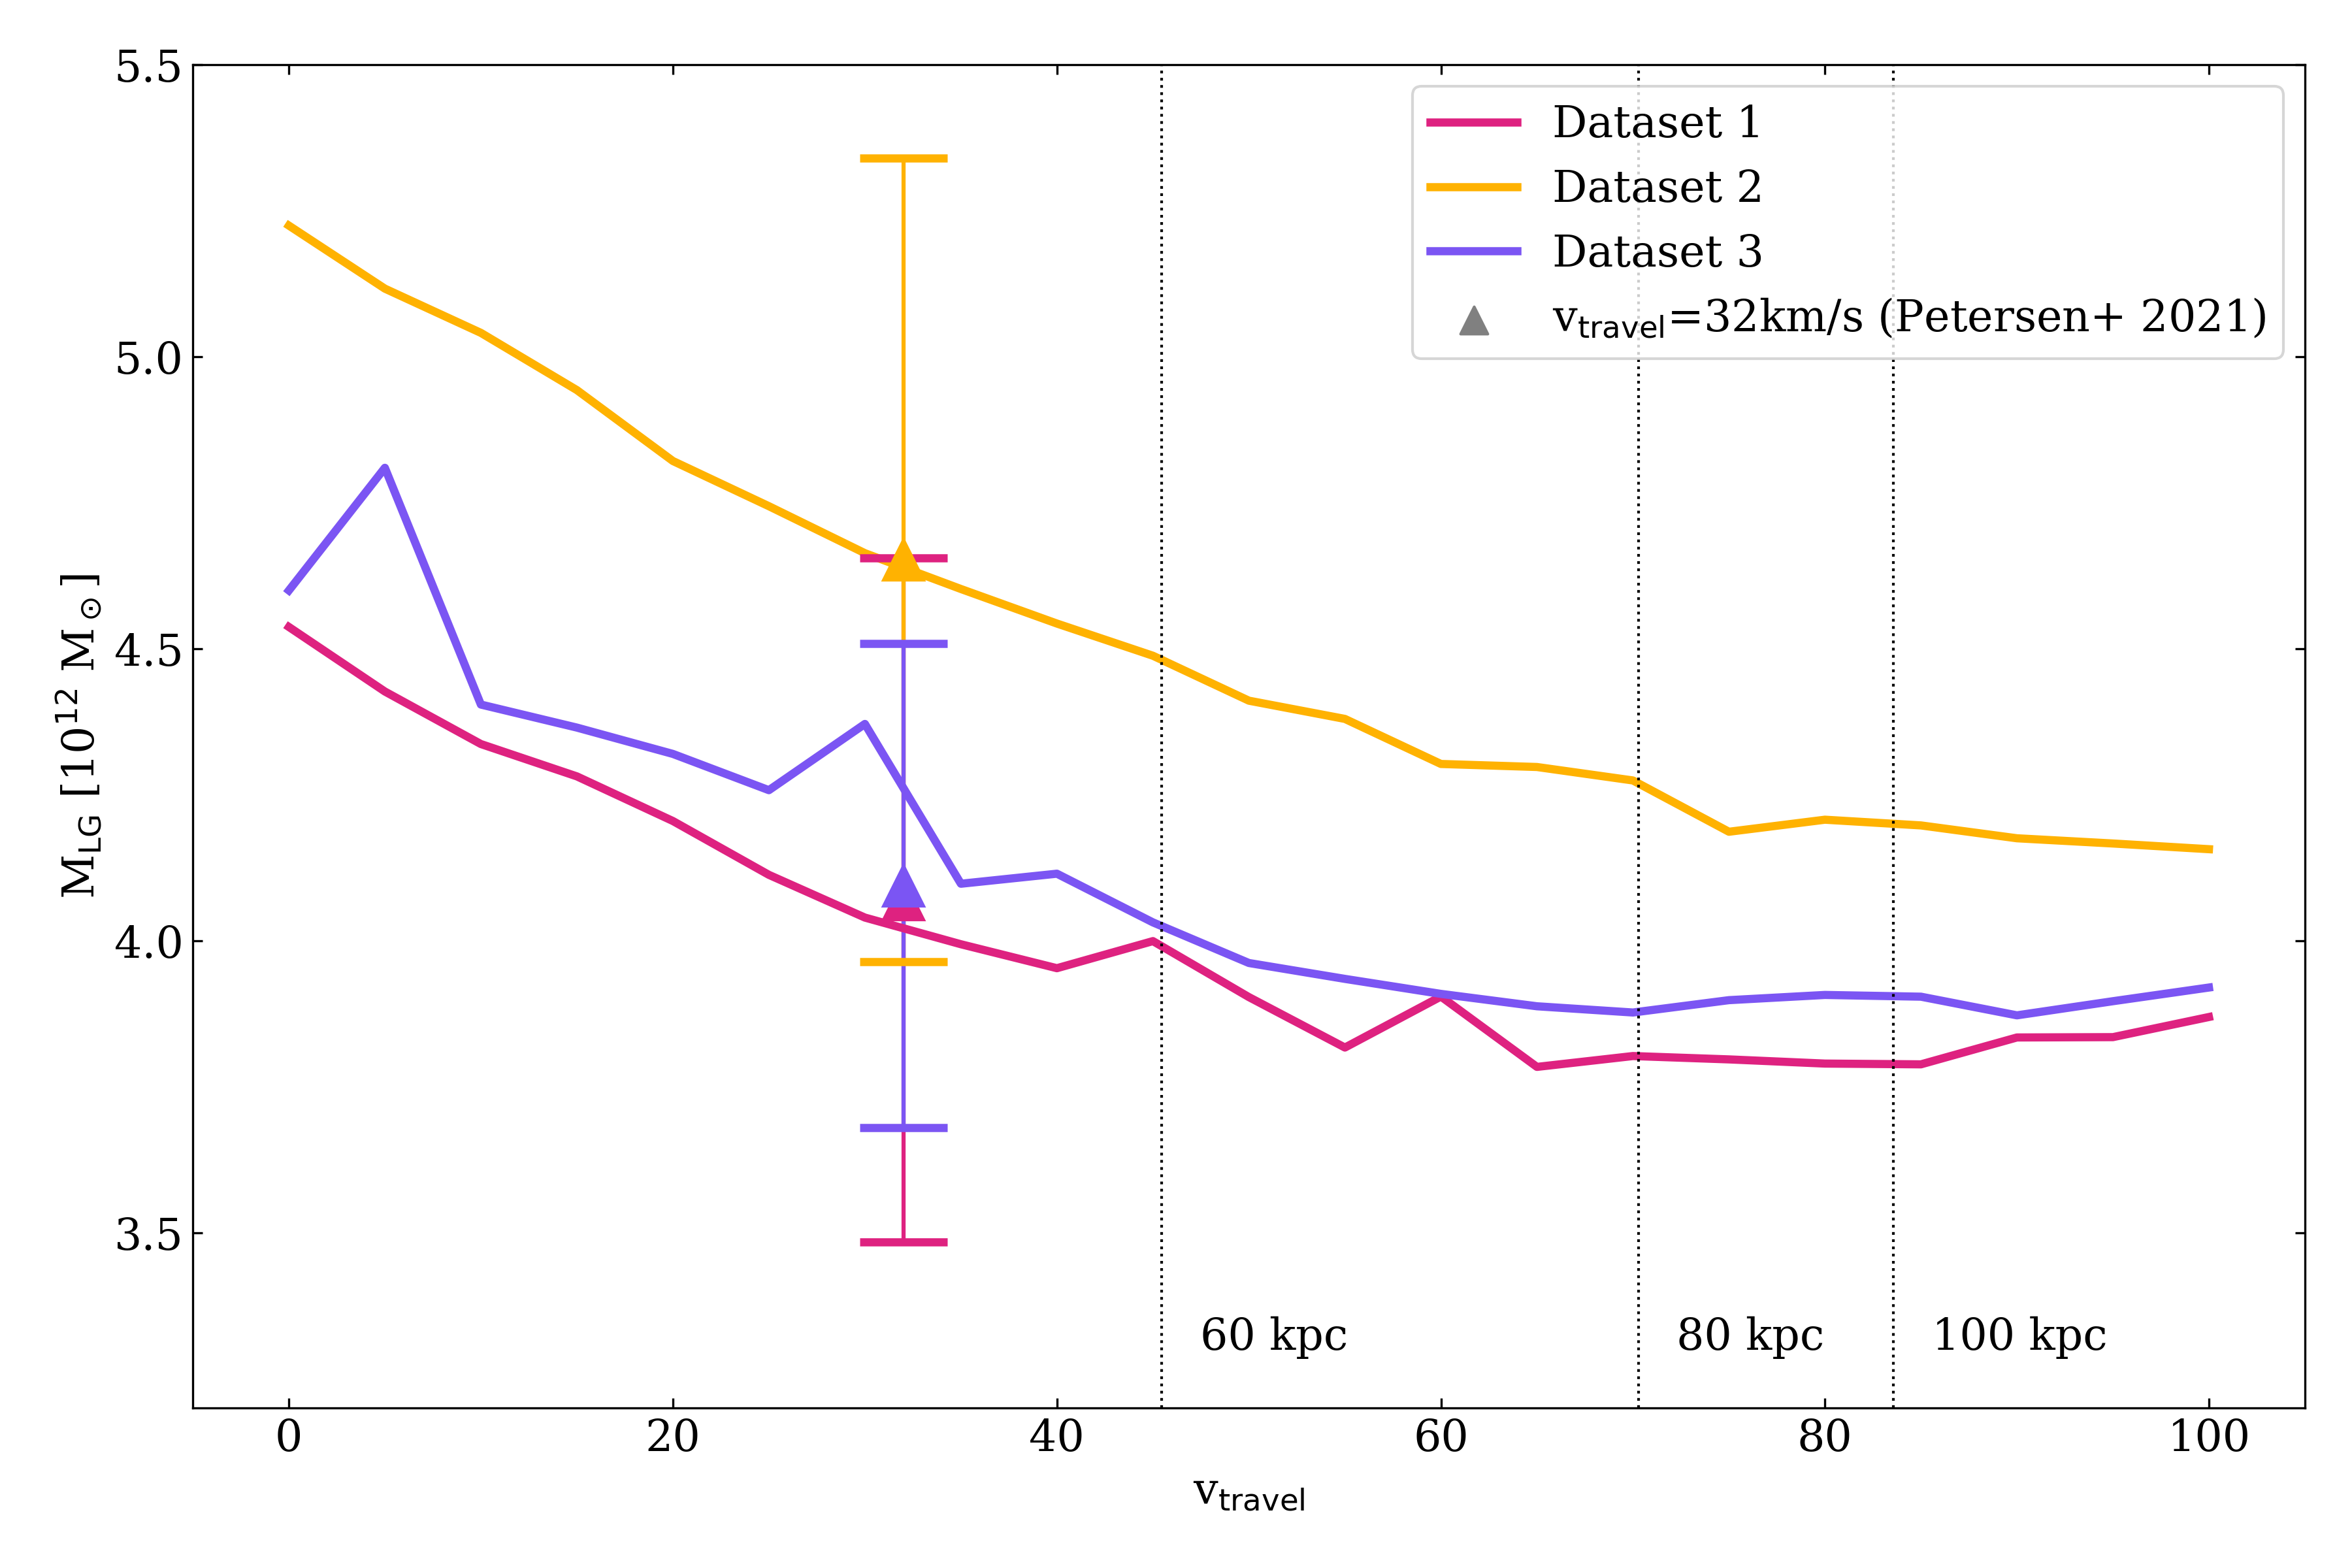 5.5
5.0
4.5
4.0
3.5
M_LG [10^12 M_⊙]
Dataset 1
Dataset 2
Dataset 3
v_travel=32km/s (Petersen+ 2021)
60 kpc
80 kpc
100 kpc
0 20 40 60 80 100
v_travel